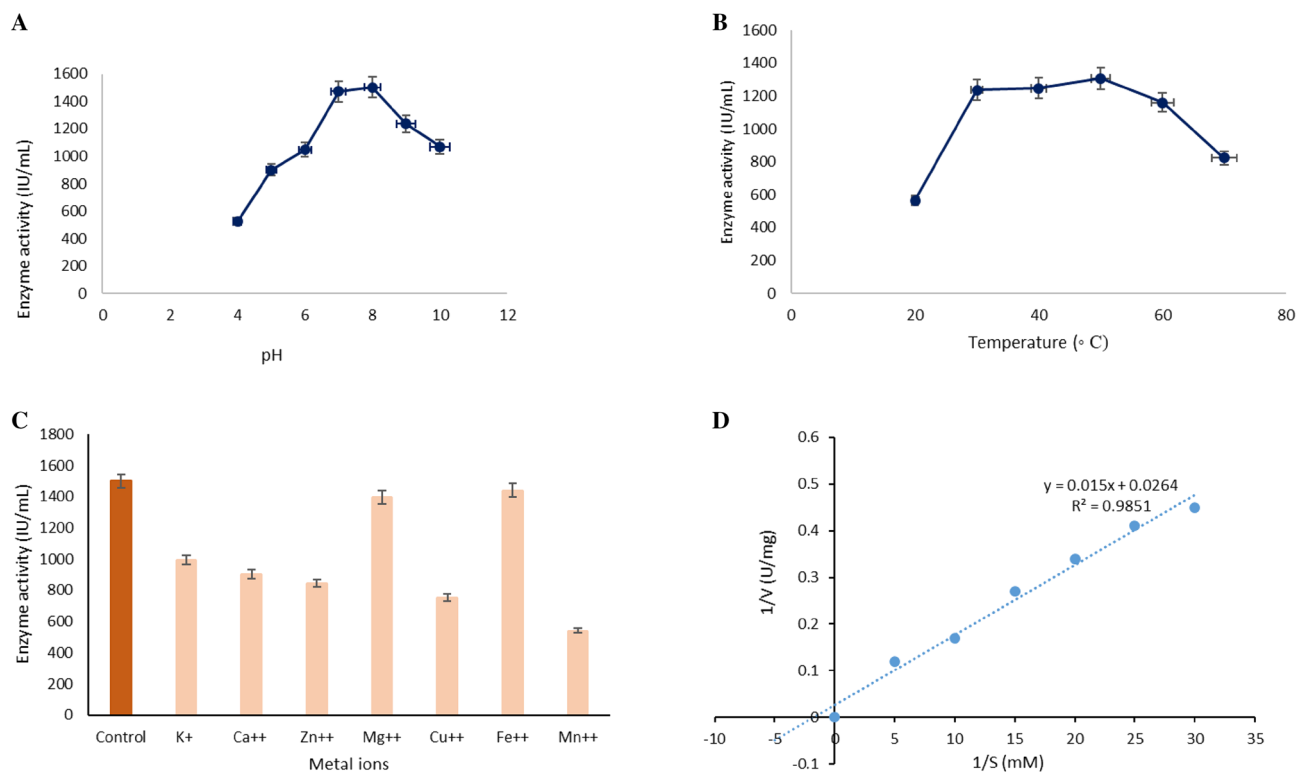 A
Enzyme activity (IU/mL)
1600
1400
1200
1000
800
600
400
200
0
0 2 4 6 8 10 12
pH
B
Enzyme activity (IU/mL)
1600
1400
1200
1000
800
600
400
200
0
0 20 40 60 80
Temperature (∘ C)
C
Enzyme activity (IU/mL)
1800
1600
1400
1200
1000
800
600
400
200
0
Control K+ Ca++ Zn++ Mg++ Cu++ Fe++ Mn++
Metal ions
D
1/V (U/mg)
0.6
0.5
0.4
0.3
0.2
0.1
0
-0.1
y = 0.015x + 0.0264
R² = 0.9851
-10 -5 0 5 10 15 20 25 30 35
1/S (mM)